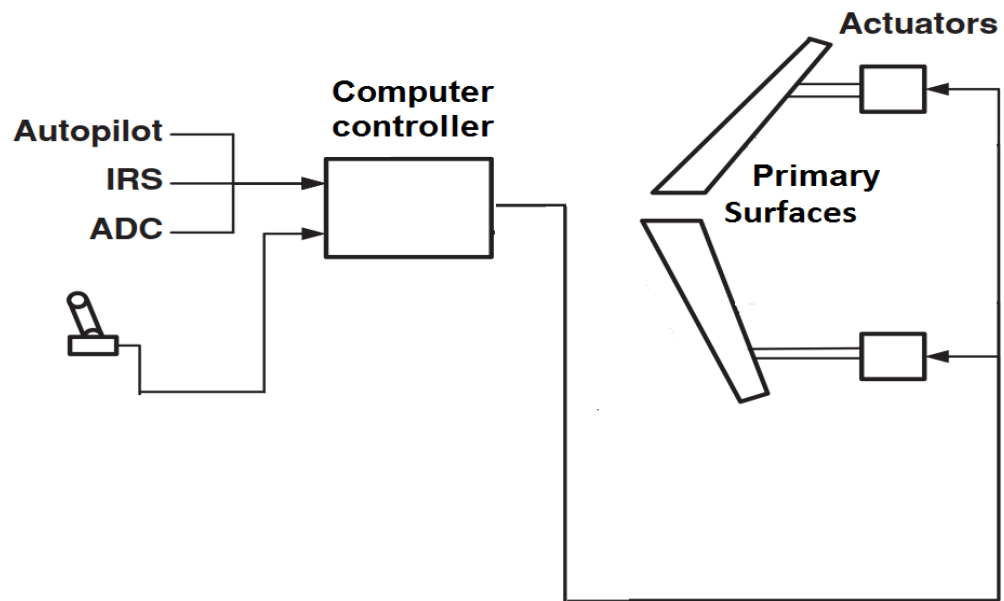 Actuators
Computer
controller
Autopilot
IRS
ADC
Primary
Surfaces